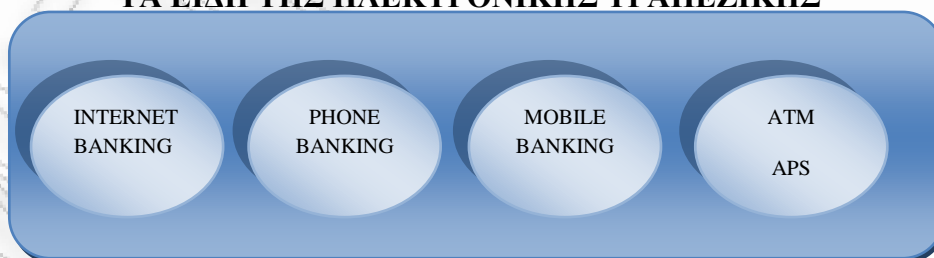 ΤΑ ΕΙΔΗ ΤΗΣ ΗΛΕΚΤΡΟΝΙΚΗΣ ΤΡΑΠΕΖΙΚΗΣ
INTERNET
BANKING
PHONE
BANKING
MOBILE
BANKING
ATM
APS